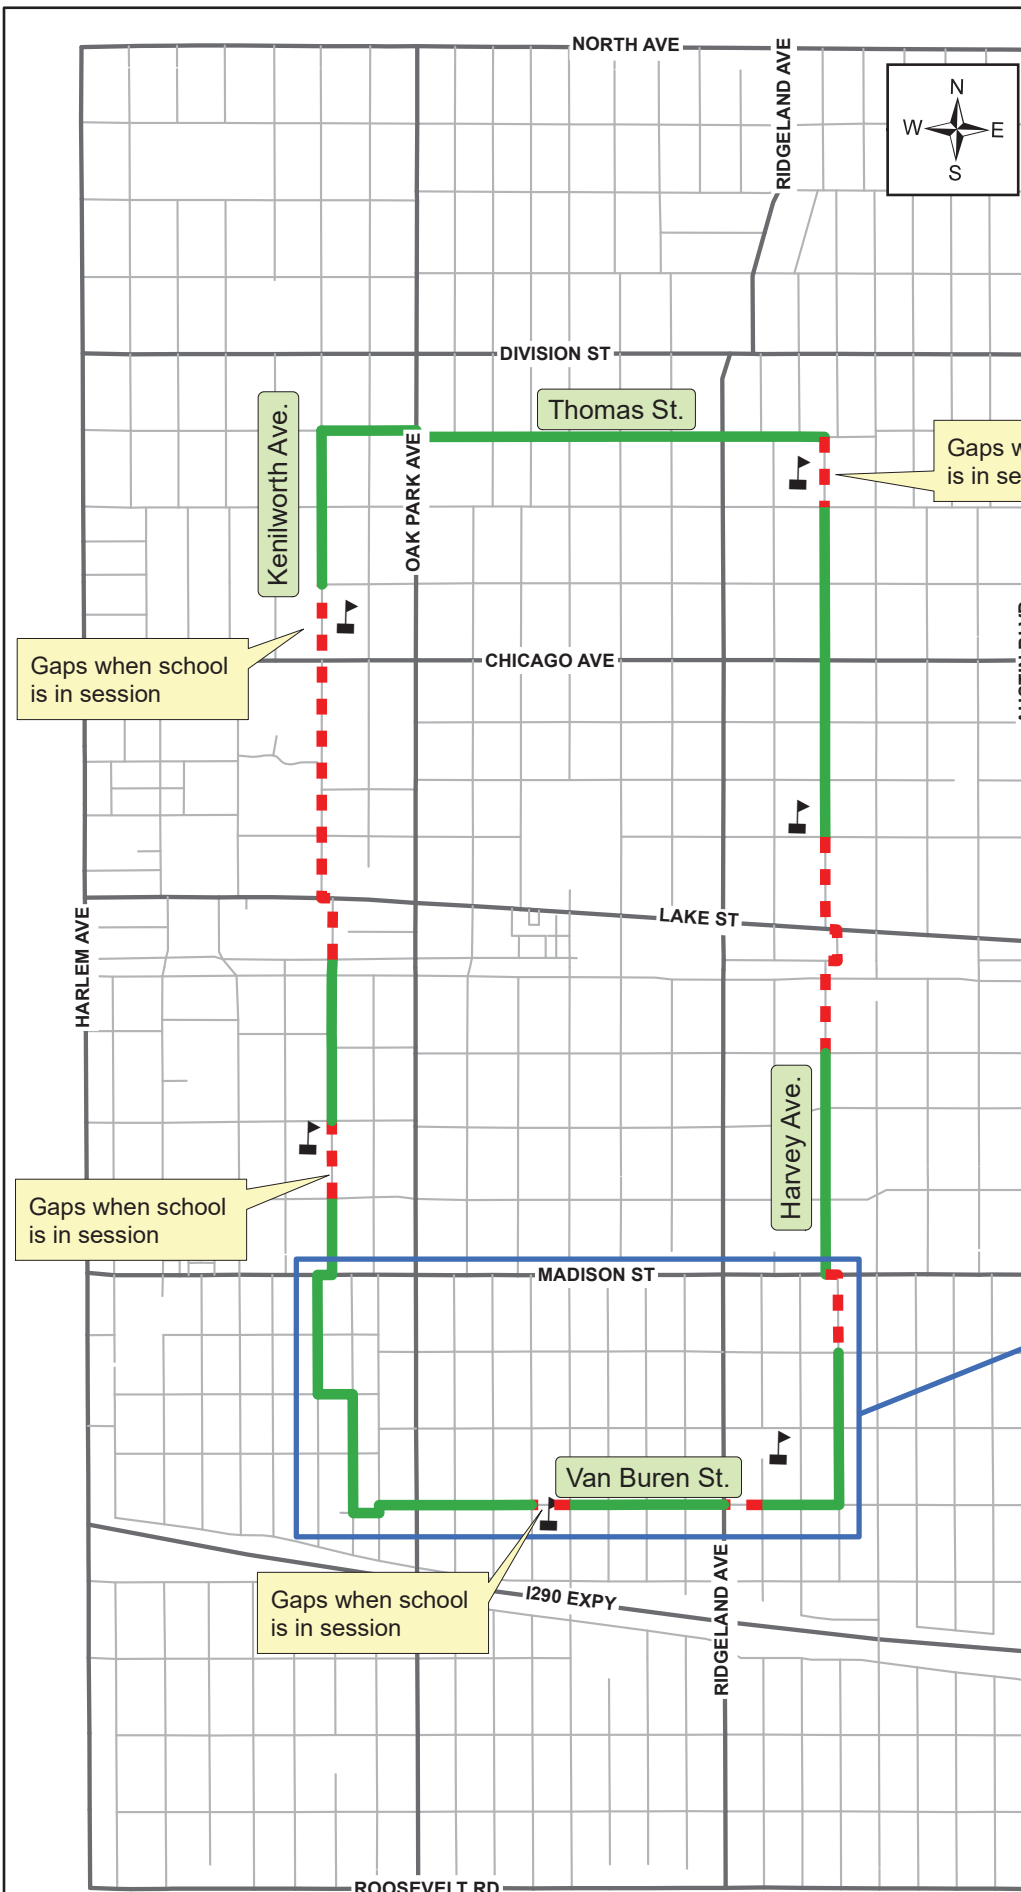 NORTH AVE
RIDGELAND AVE
N
W
E
S
DIVISION ST
Kenilworth Ave.
Thomas St.
OAK PARK AVE
Gaps w
is in se
Gaps when school
is in session
CHICAGO AVE
HARLEM AVE
LAKE ST
Harvey Ave.
Gaps when school
is in session
MADISON ST
Van Buren St.
Gaps when school
is in session
I290 EXPY
RIDGELAND AVE
ROOSEVELT RD